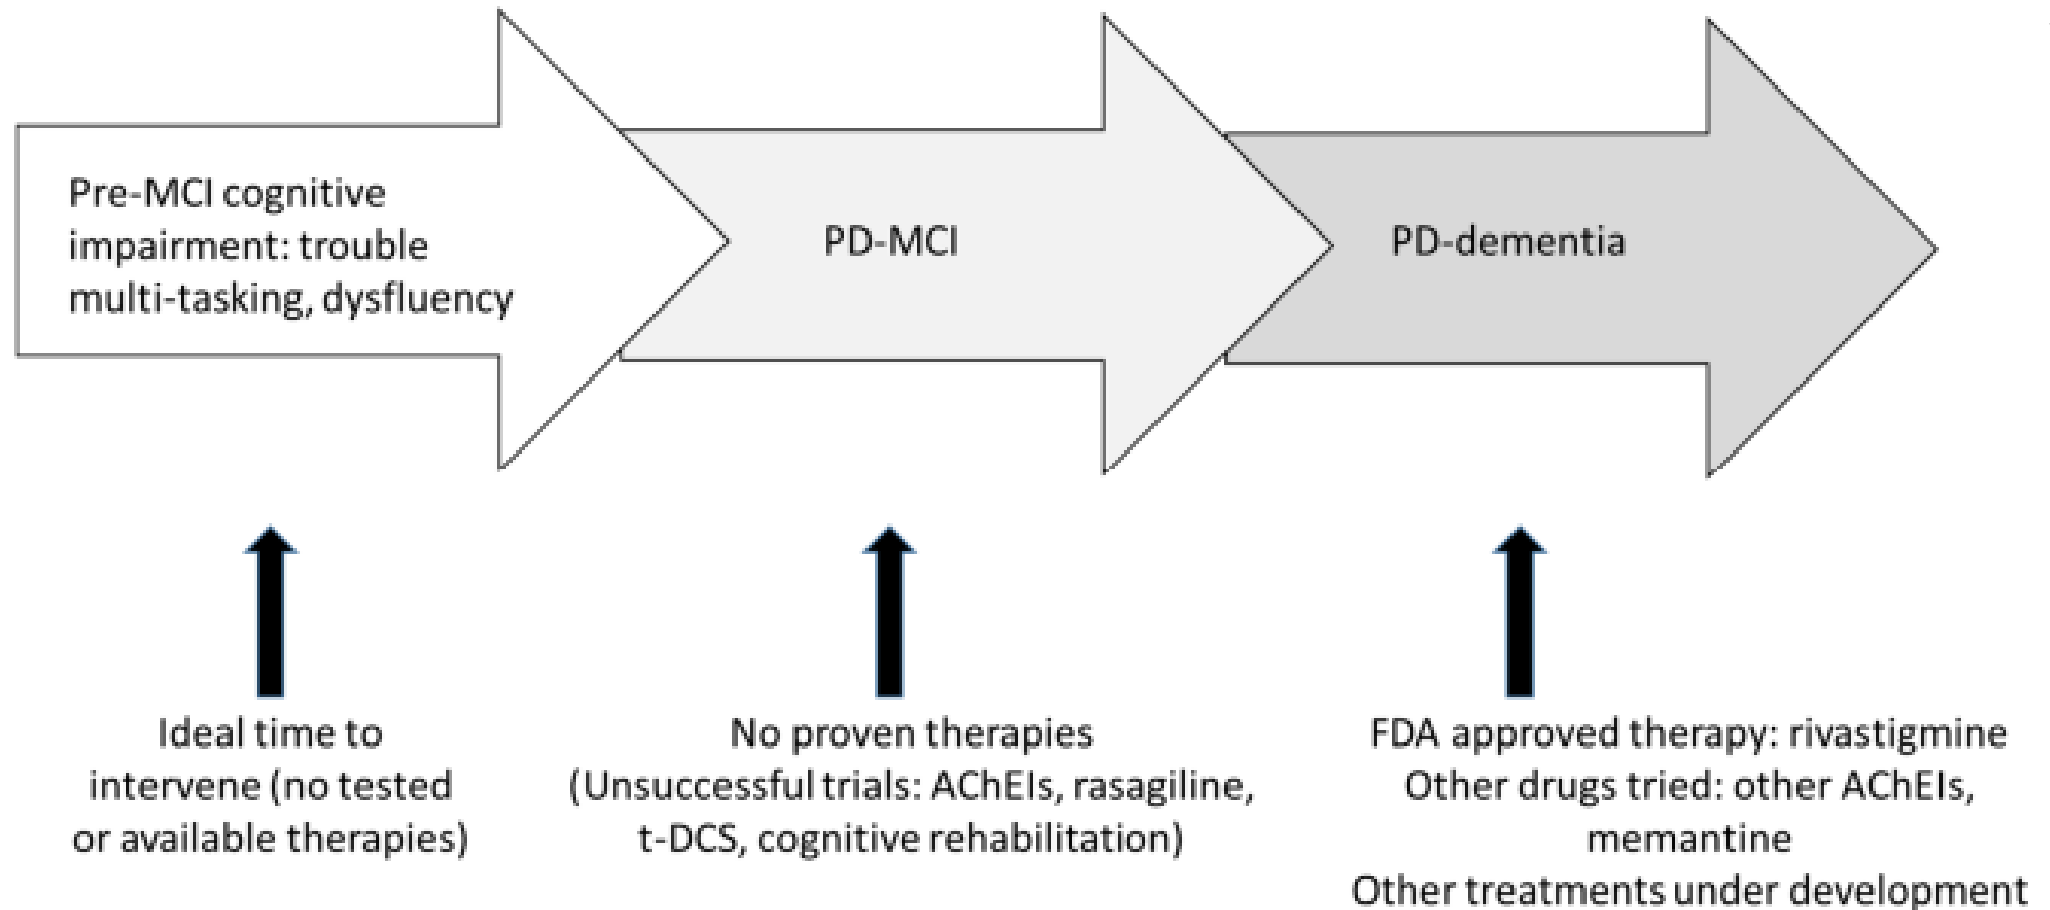 Pre-MCI cognitive
impairment: trouble
multi-tasking, dysfluency
PD-MCI
PD-dementia
Ideal time to
intervene (no tested
or available therapies)
No proven therapies
(Unsuccessful trials: AChEIs, rasagiline,
t-DCS, cognitive rehabilitation)
FDA approved therapy: rivastigmine
Other drugs tried: other AChEIs,
memantine
Other treatments under development